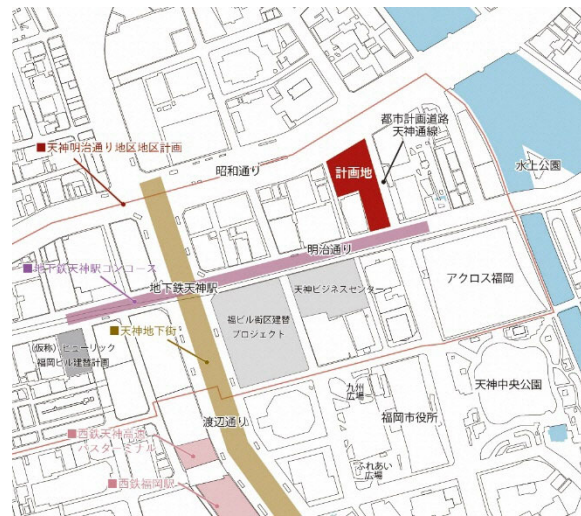 都市計画道路
天神通線
■天神明治通り地区地区計画
昭和通り
計画地
水上公園
明治通り
■地下鉄天神駅コンコース
地下鉄天神駅
天神ビジネスセンター
アクロス福岡
■天神地下街
福ビル街区建替
プロジェクト
(仮称)ヒューリック
福岡ビル建替計画
九州
広場
天神中央公園
渡辺通り
福岡市役所
■西鉄天神高速
バスターミナル
ふれあい
広場
■西鉄福岡駅